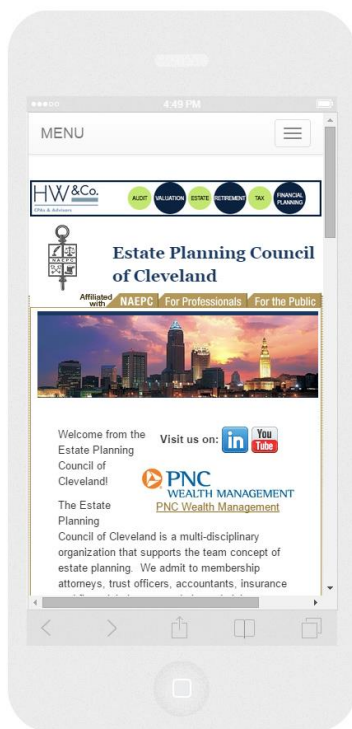 4:49 PM
MENU
HW &Co.
CPAs & Advisors
AUDIT VALUATION ESTATE RETIREMENT TAX FINANCIAL PLANNING
NAEPC
Estate Planning Council
of Cleveland
Affiliated with NAEPC For Professionals For the Public
Welcome from the
Estate Planning
Council of
Cleveland!
Visit us on: in You Tube
PNC
WEALTH MANAGEMENT
PNC Wealth Management
The Estate
Planning
Council of Cleveland is a multi-disciplinary
organization that supports the team concept of
estate planning. We admit to membership
attorneys, trust officers, accountants, insurance